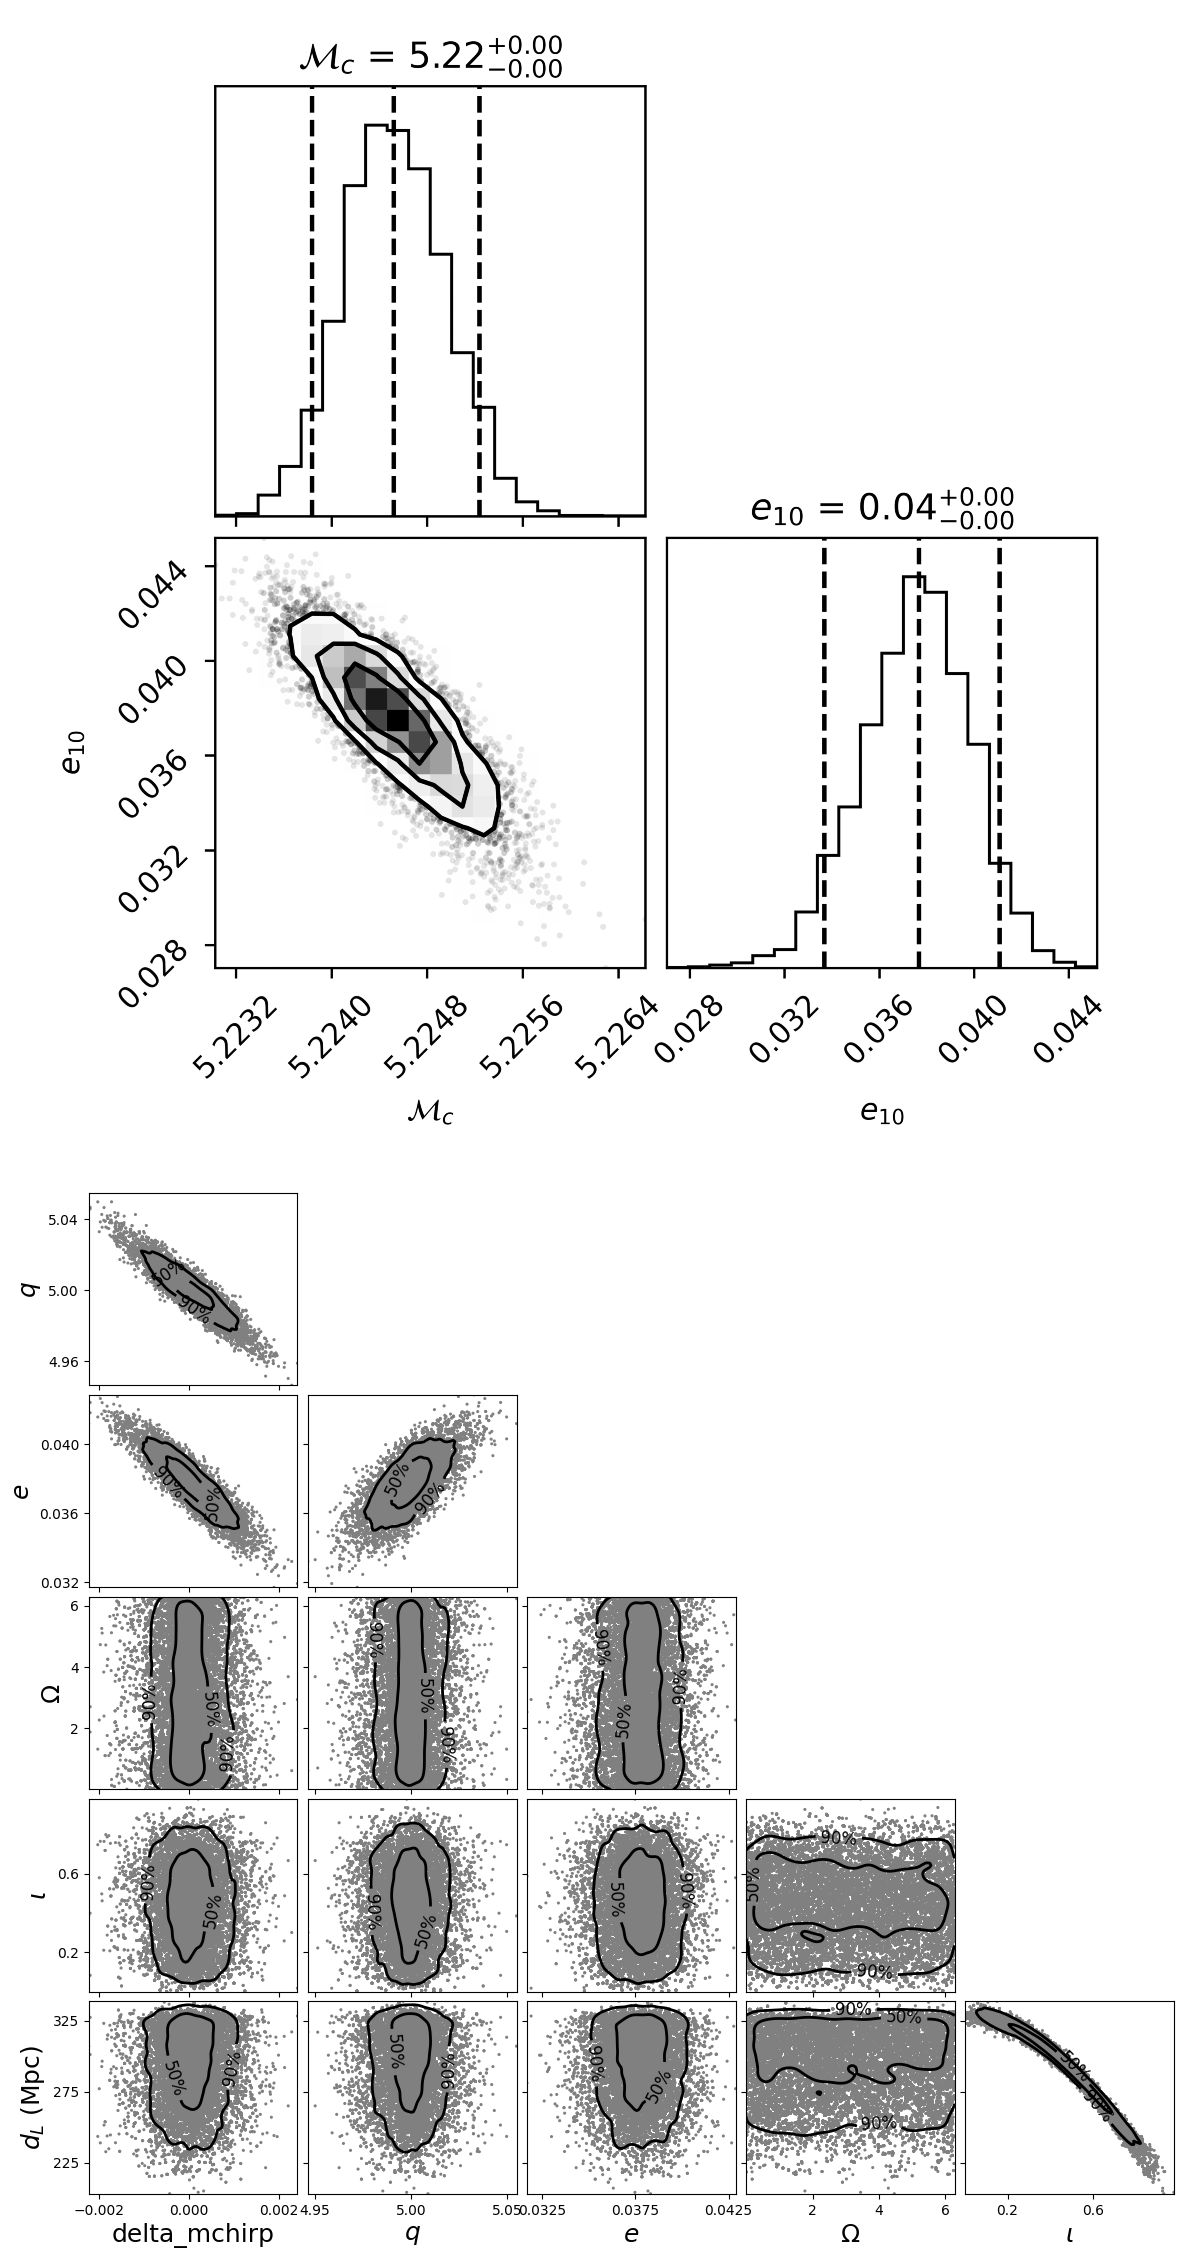 𝓜c = 5.22 +0.00 −0.00
e10 = 0.04 +0.00 −0.00
0.044
0.040
0.036
0.032
0.028
e10
5.2232 5.2240 5.2248 5.2256 5.2264
0.028 0.032 0.036 0.040 0.044
𝓜c
e10
5.04
5.00
4.96
q
50%
90%
0.040
0.036
0.032
e
90% 50%
50% 90%
6
4
2
Ω
90% 50% 90%
90% 50% 90%
90% 50% 90%
0.6
0.2
ι
90% 50%
90% 50%
50% 90%
90% 50% 90%
325
275
225
dL (Mpc)
50% 90%
50% 90%
90% 50%
90% 50% 90%
50% 90%
−0.002 0.000 0.002
4.95 5.00 5.05
0.0325 0.0375 0.0425
2 4 6
0.2 0.6
delta_mchirp
q
e
Ω
ι